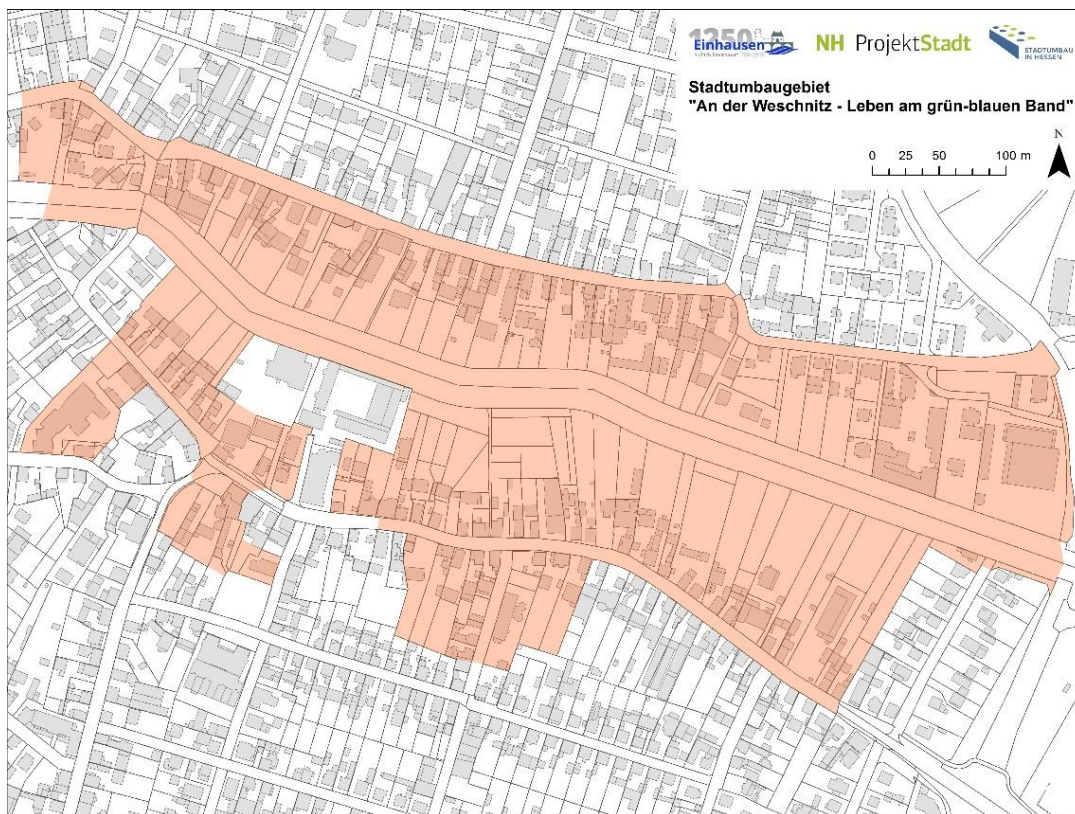 1250
Einhausen
NH ProjektStadt
STADTUMBAU
IN HESSEN
Stadtumbaugebiet
"An der Weschnitz - Leben am grün-blauen Band"
N
0 25 50 100 m